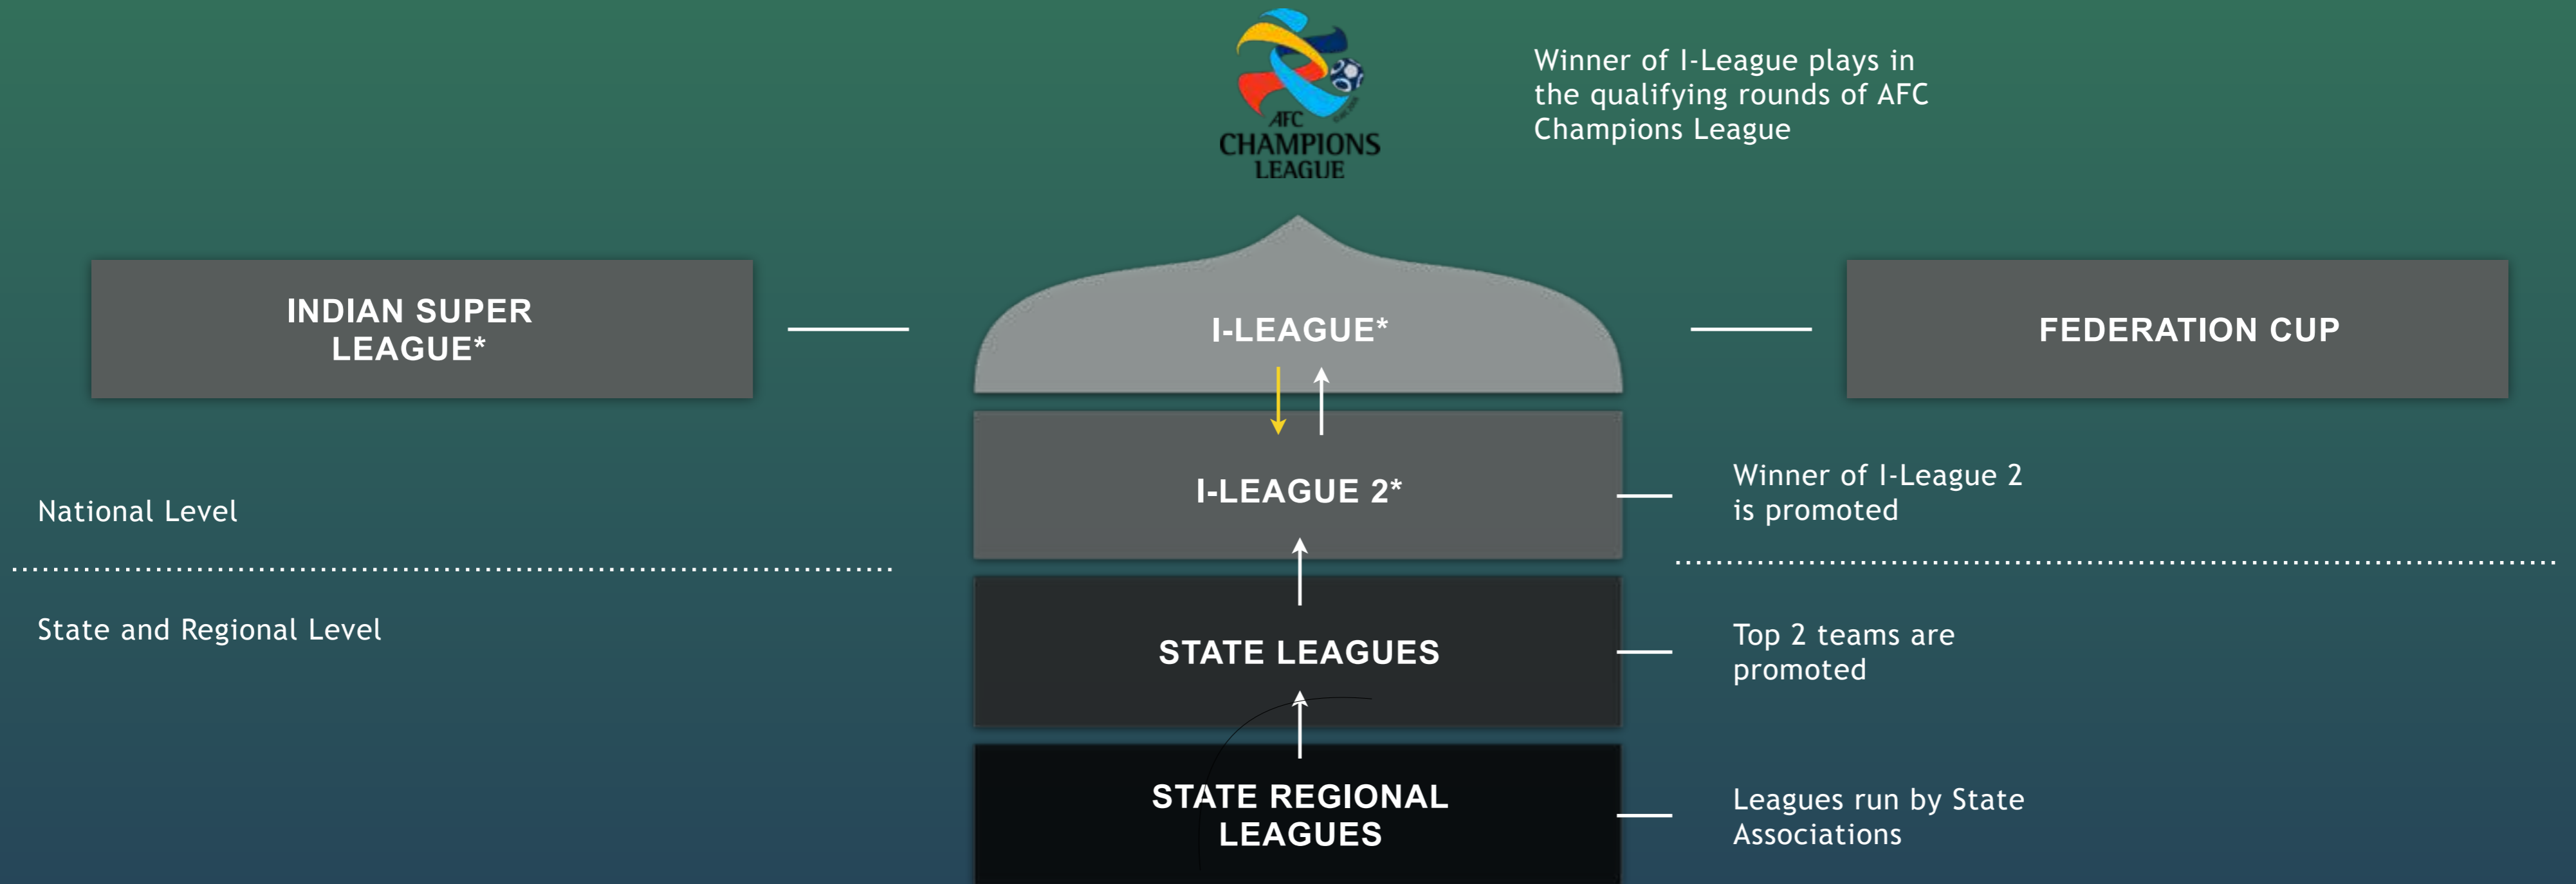 AFC
CHAMPIONS
LEAGUE
Winner of I-League plays in
the qualifying rounds of AFC
Champions League
INDIAN SUPER
LEAGUE*
I-LEAGUE*
FEDERATION CUP
I-LEAGUE 2*
Winner of I-League 2
is promoted
National Level
State and Regional Level
STATE LEAGUES
Top 2 teams are
promoted
STATE REGIONAL
LEAGUES
Leagues run by State
Associations